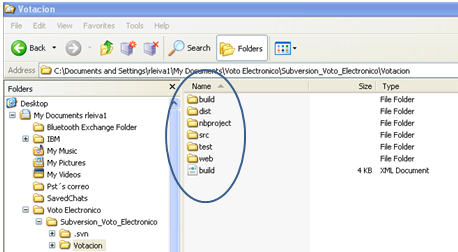 Votacion
File Edit View Favorites Tools Help
Back Search Folders
Address C:\Documents and Settings\rleiva1\My Documents\Voto Electronico\Subversion_Voto_Electronico\Votacion
Folders x Name Size Type
Desktop build File Folder
My Documents rleiva1 dist File Folder
Bluetooth Exchange Folder nbproject File Folder
IBM src File Folder
My Music test File Folder
My Pictures web File Folder
My Videos build 4 KB XML Document
Pst´s correo
SavedChats
Voto Electronico
Subversion_Voto_Electronico
.svn
Votacion